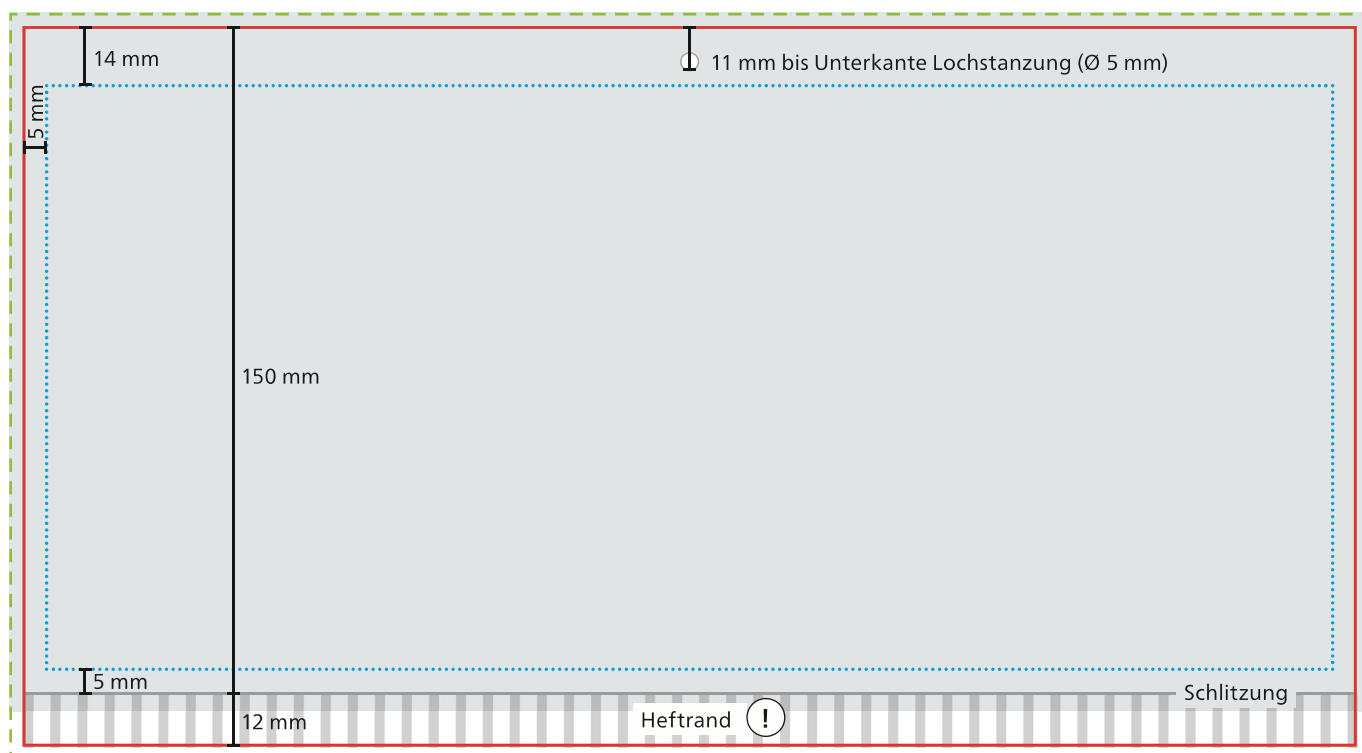 14 mm
11 mm bis Unterkante Lochstanzung (Ø 5 mm)
5 mm
150 mm
5 mm
Schlitzung
12 mm
Heftrand !